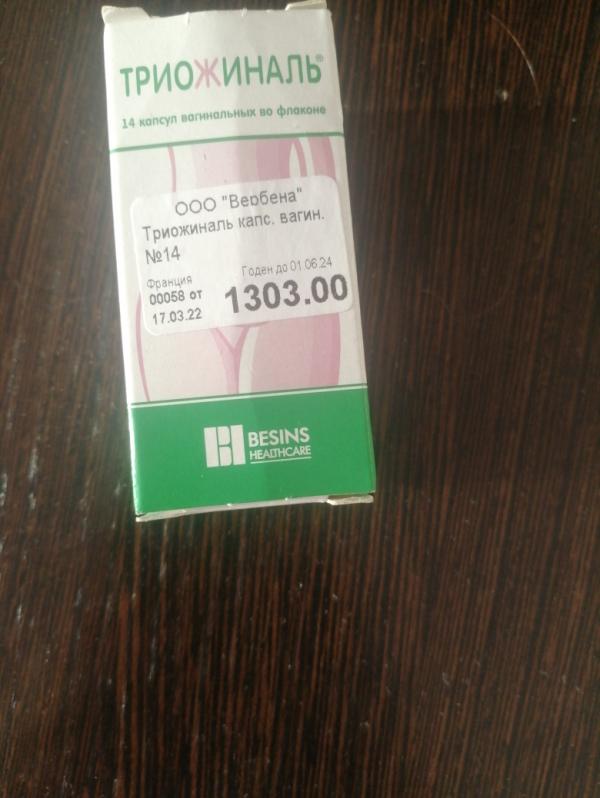 ТРИОЖИНАЛЬ®
14 капсул вагинальных во флаконе
ООО "Вербена"
Триожиналь капс. вагин.
№14
Франция
Годен до 01.06.24
00058 от
17.03.22
1303.00
BESINS
HEALTHCARE